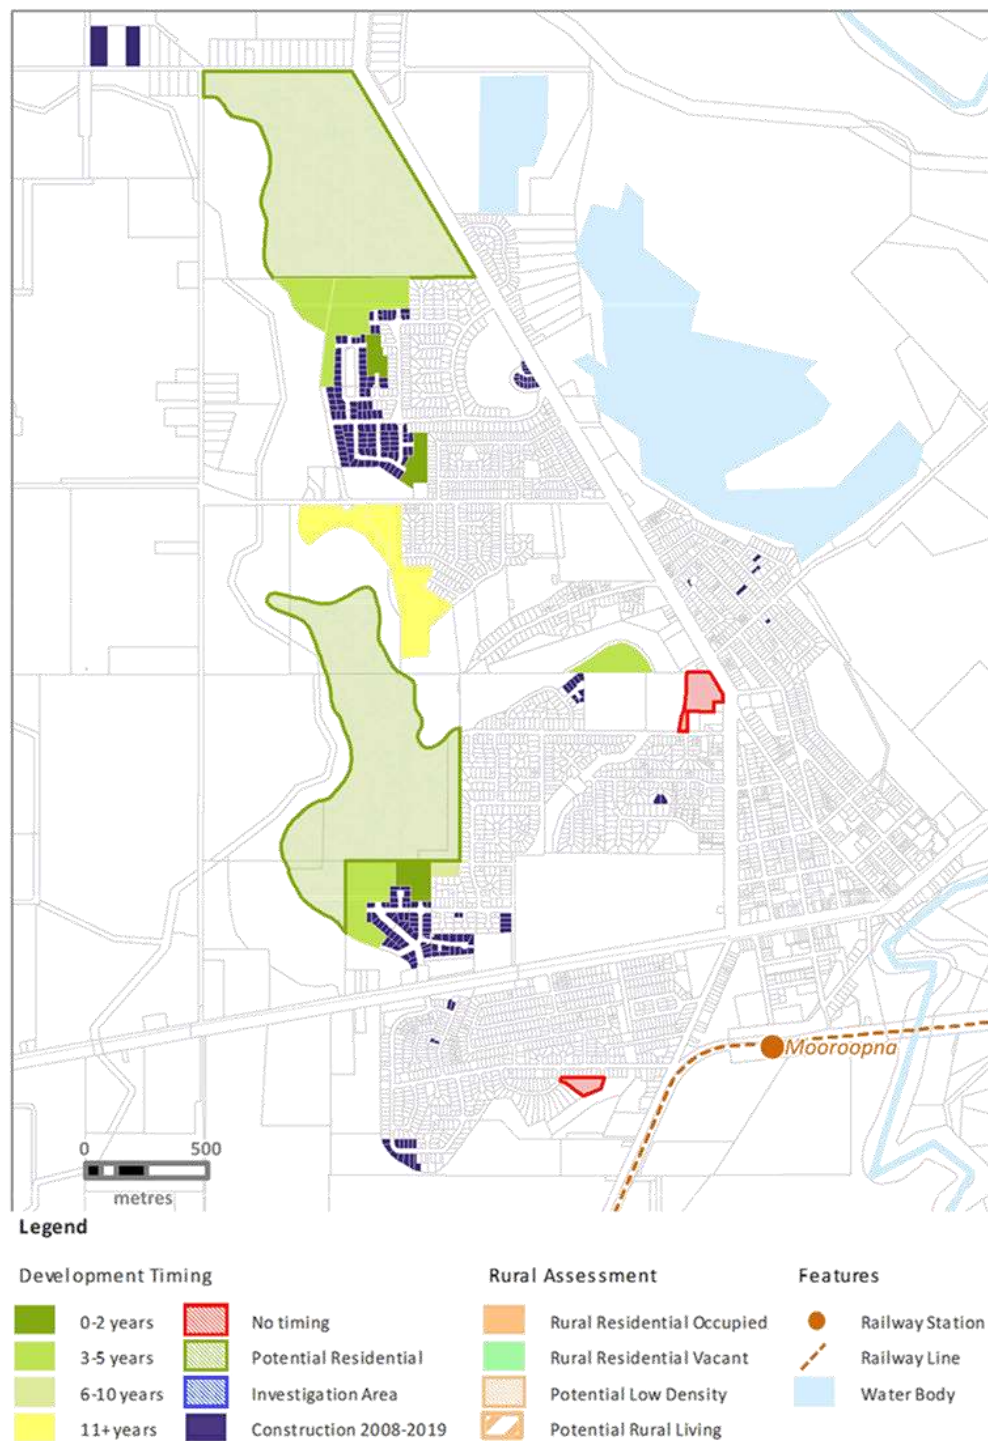 Mooroopna
0 500
metres
Legend
Development Timing
0-2 years
3-5 years
6-10 years
11+years
No timing
Potential Residential
Investigation Area
Construction 2008-2019
Rural Assessment
Rural Residential Occupied
Rural Residential Vacant
Potential Low Density
Potential Rural Living
Features
Railway Station
Railway Line
Water Body